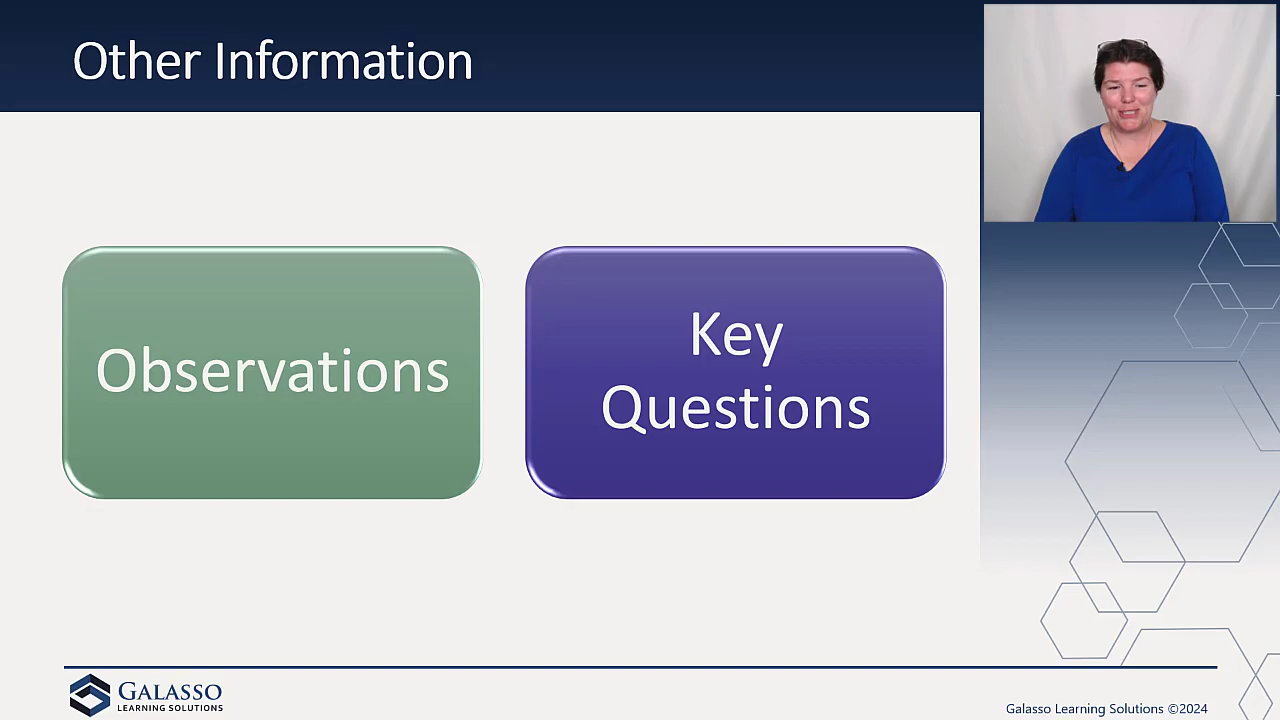 Other Information
Observations
Key
Questions
GALASSO
LEARNING SOLUTIONS
Galasso Learning Solutions ©2024